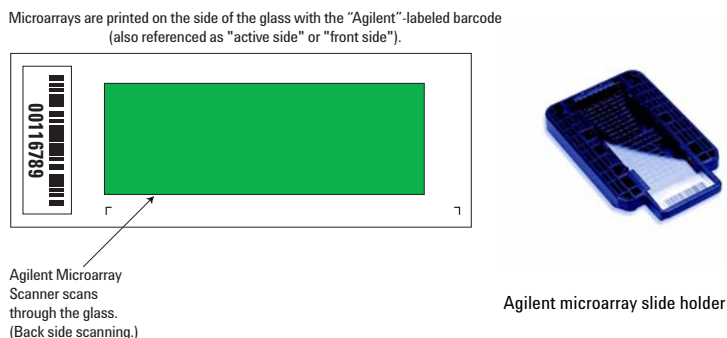 Microarrays are printed on the side of the glass with the “Agilent”-labeled barcode
(also referenced as "active side" or "front side").
00116789
Agilent Microarray
Scanner scans
through the glass.
(Back side scanning.)
Agilent microarray slide holder